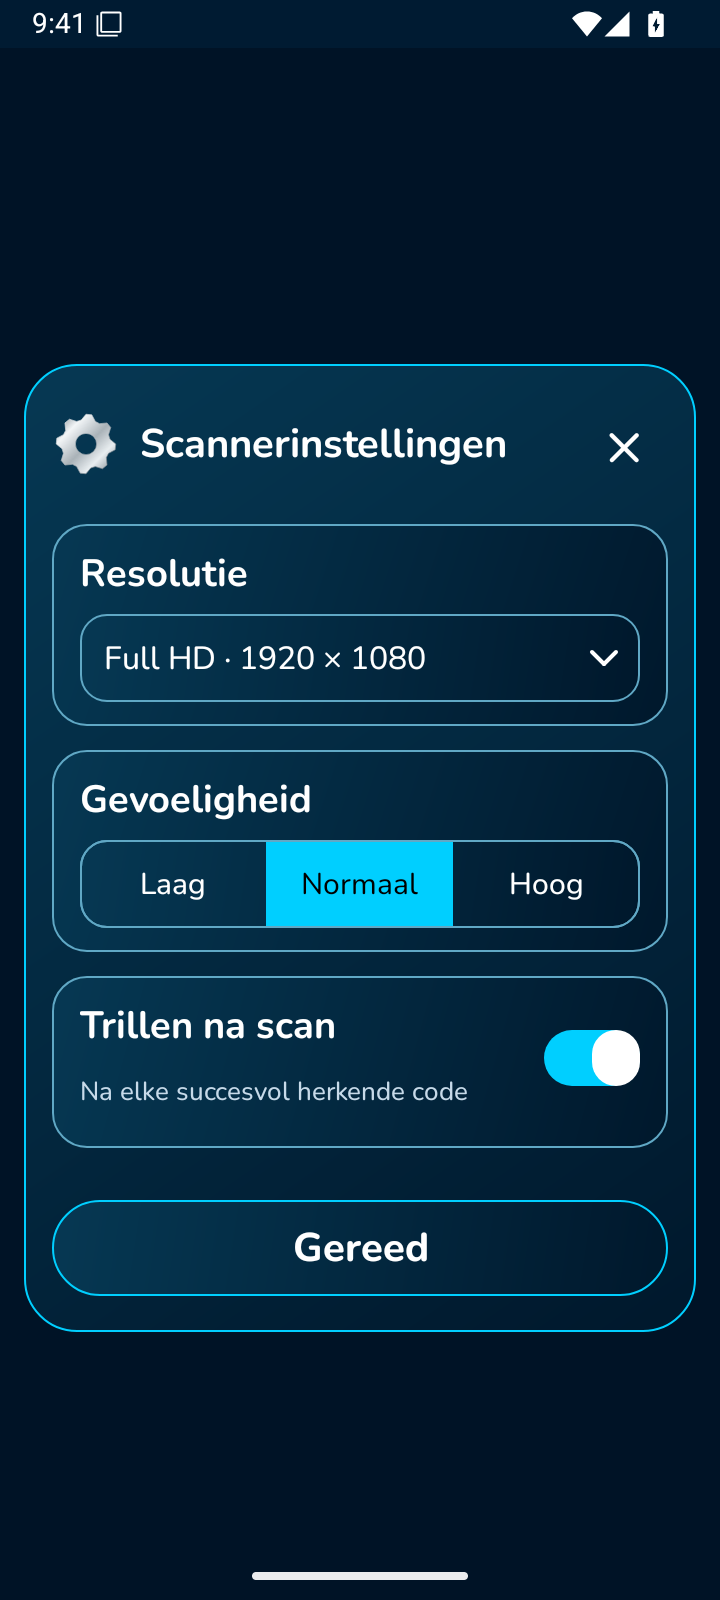 9:41
Scannerinstellingen
Resolutie
Full HD · 1920 × 1080
Gevoeligheid
Laag Normaal Hoog
Trillen na scan
Na elke succesvol herkende code
Gereed